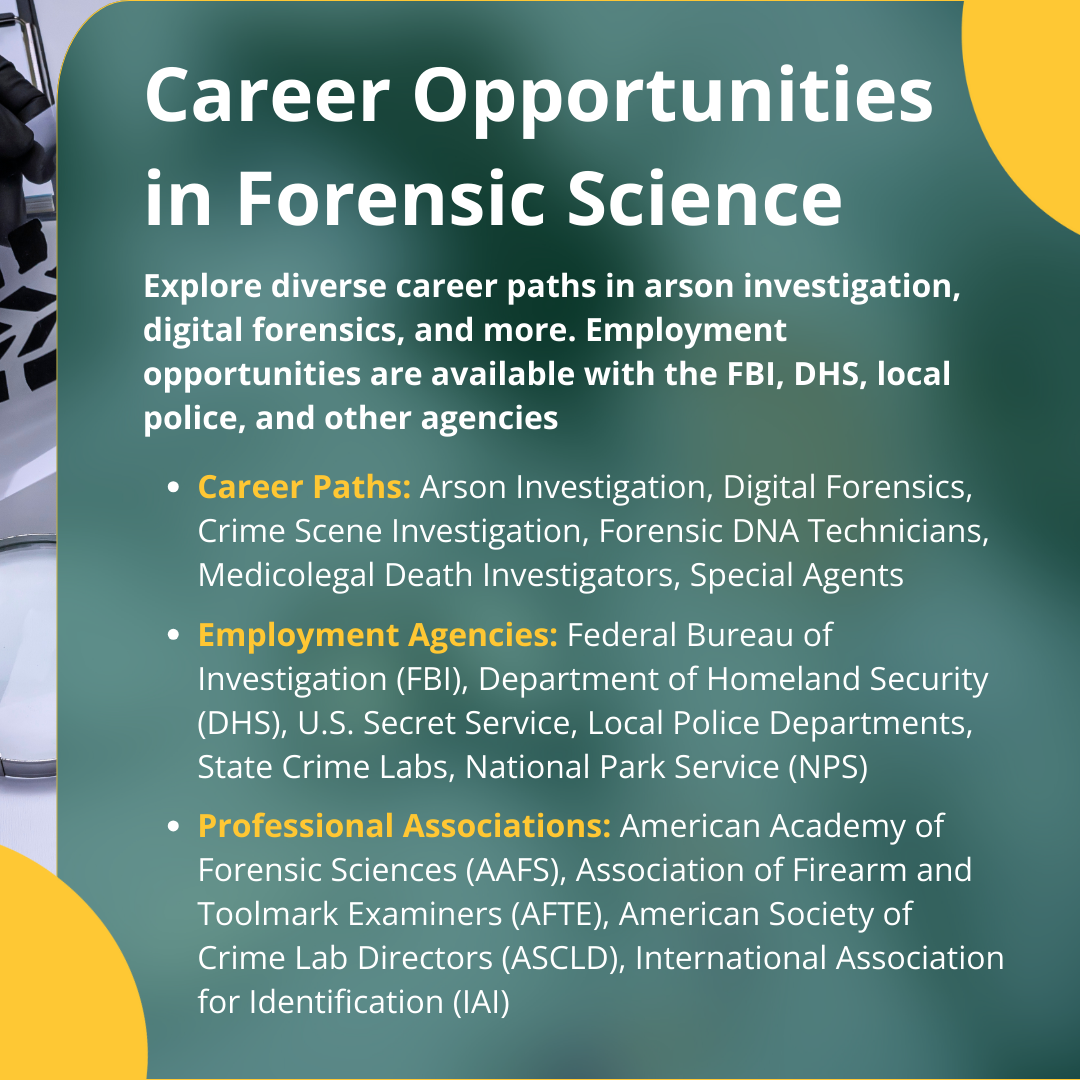 Career Opportunities
in Forensic Science
Explore diverse career paths in arson investigation,
digital forensics, and more. Employment
opportunities are available with the FBI, DHS, local
police, and other agencies
• Career Paths: Arson Investigation, Digital Forensics,
Crime Scene Investigation, Forensic DNA Technicians,
Medicolegal Death Investigators, Special Agents
• Employment Agencies: Federal Bureau of
Investigation (FBI), Department of Homeland Security
(DHS), U.S. Secret Service, Local Police Departments,
State Crime Labs, National Park Service (NPS)
• Professional Associations: American Academy of
Forensic Sciences (AAFS), Association of Firearm and
Toolmark Examiners (AFTE), American Society of
Crime Lab Directors (ASCLD), International Association
for Identification (IAI)